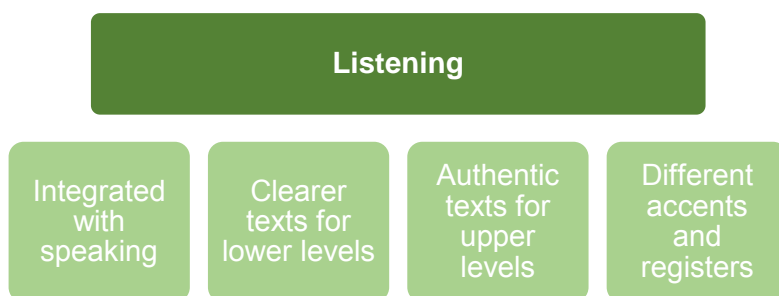 Listening
Integrated
with
speaking
Clearer
texts for
lower levels
Authentic
texts for
upper
levels
Different
accents
and
registers